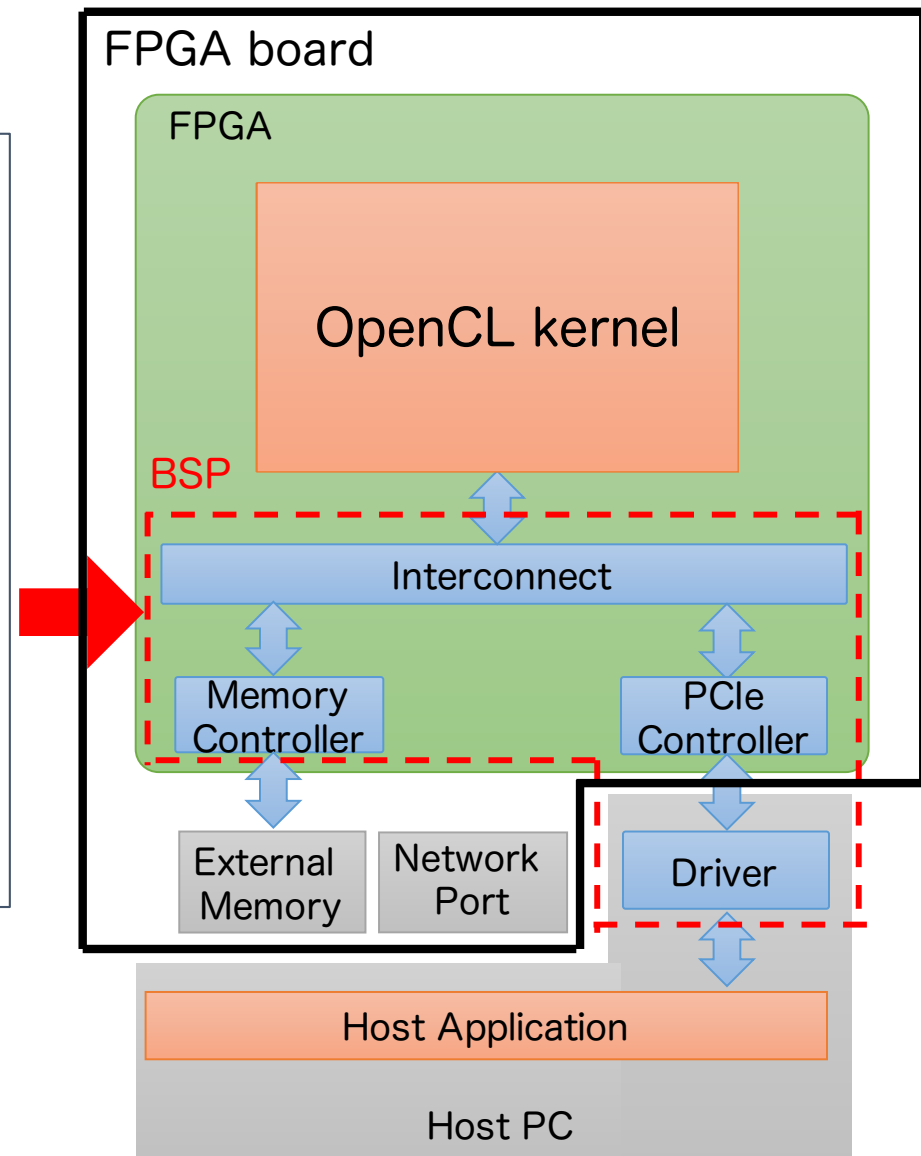 FPGA board
FPGA
OpenCL kernel
BSP
Interconnect
Memory
Controller
PCIe
Controller
External
Memory
Network
Port
Driver
Host Application
Host PC